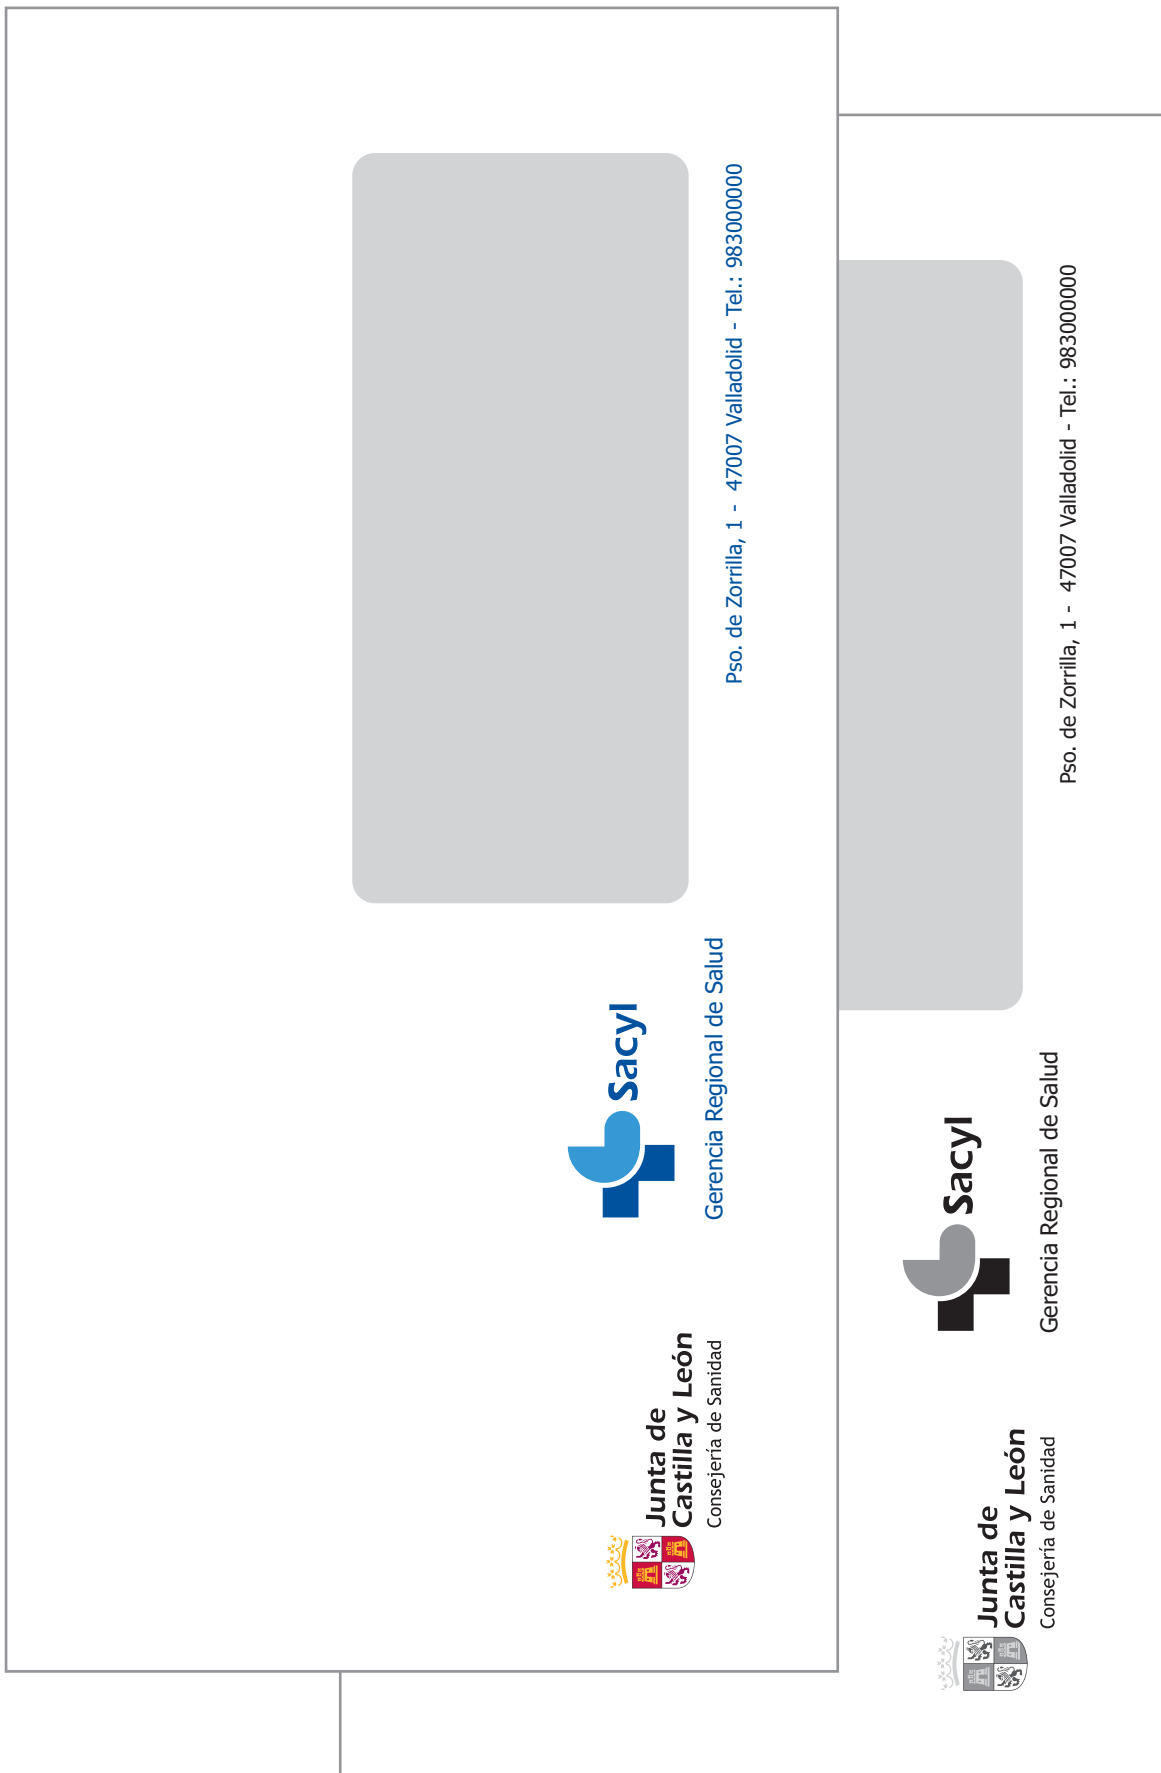 Junta de
Castilla y León
Consejería de Sanidad
Sacyl
Gerencia Regional de Salud
Pso. de Zorrilla, 1 -  47007 Valladolid - Tel.: 983000000
Junta de
Castilla y León
Consejería de Sanidad
Sacyl
Gerencia Regional de Salud
Pso. de Zorrilla, 1 -  47007 Valladolid - Tel.: 983000000